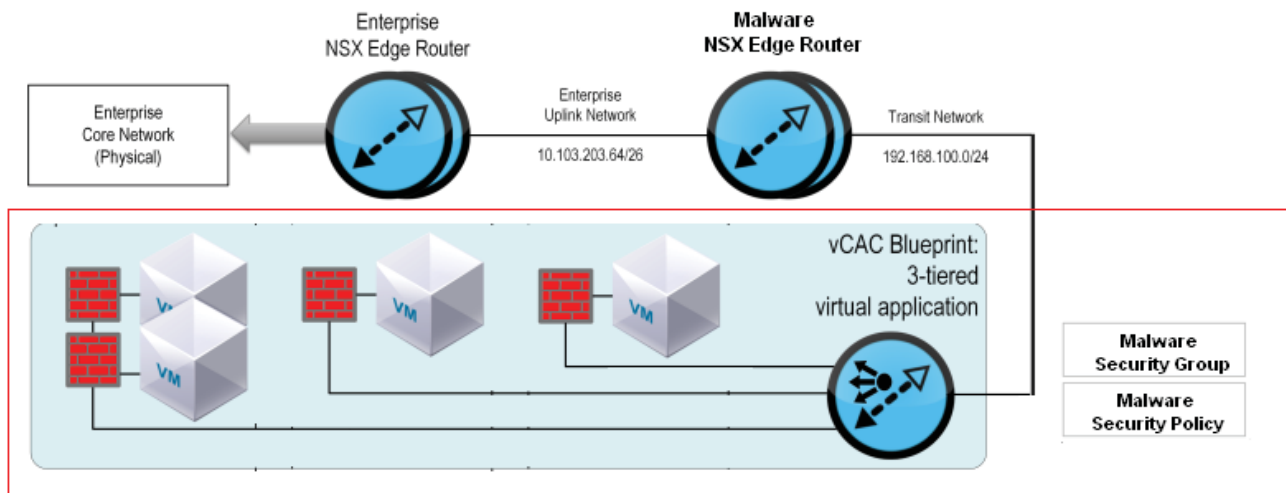 Enterprise
NSX Edge Router
Malware
NSX Edge Router
Enterprise
Core Network
(Physical)
Enterprise
Uplink Network
10.103.203.64/26
Transit Network
192.168.100.0/24
vCAC Blueprint:
3-tiered
virtual application
VM
VM
VM
VM
Malware
Security Group
Malware
Security Policy